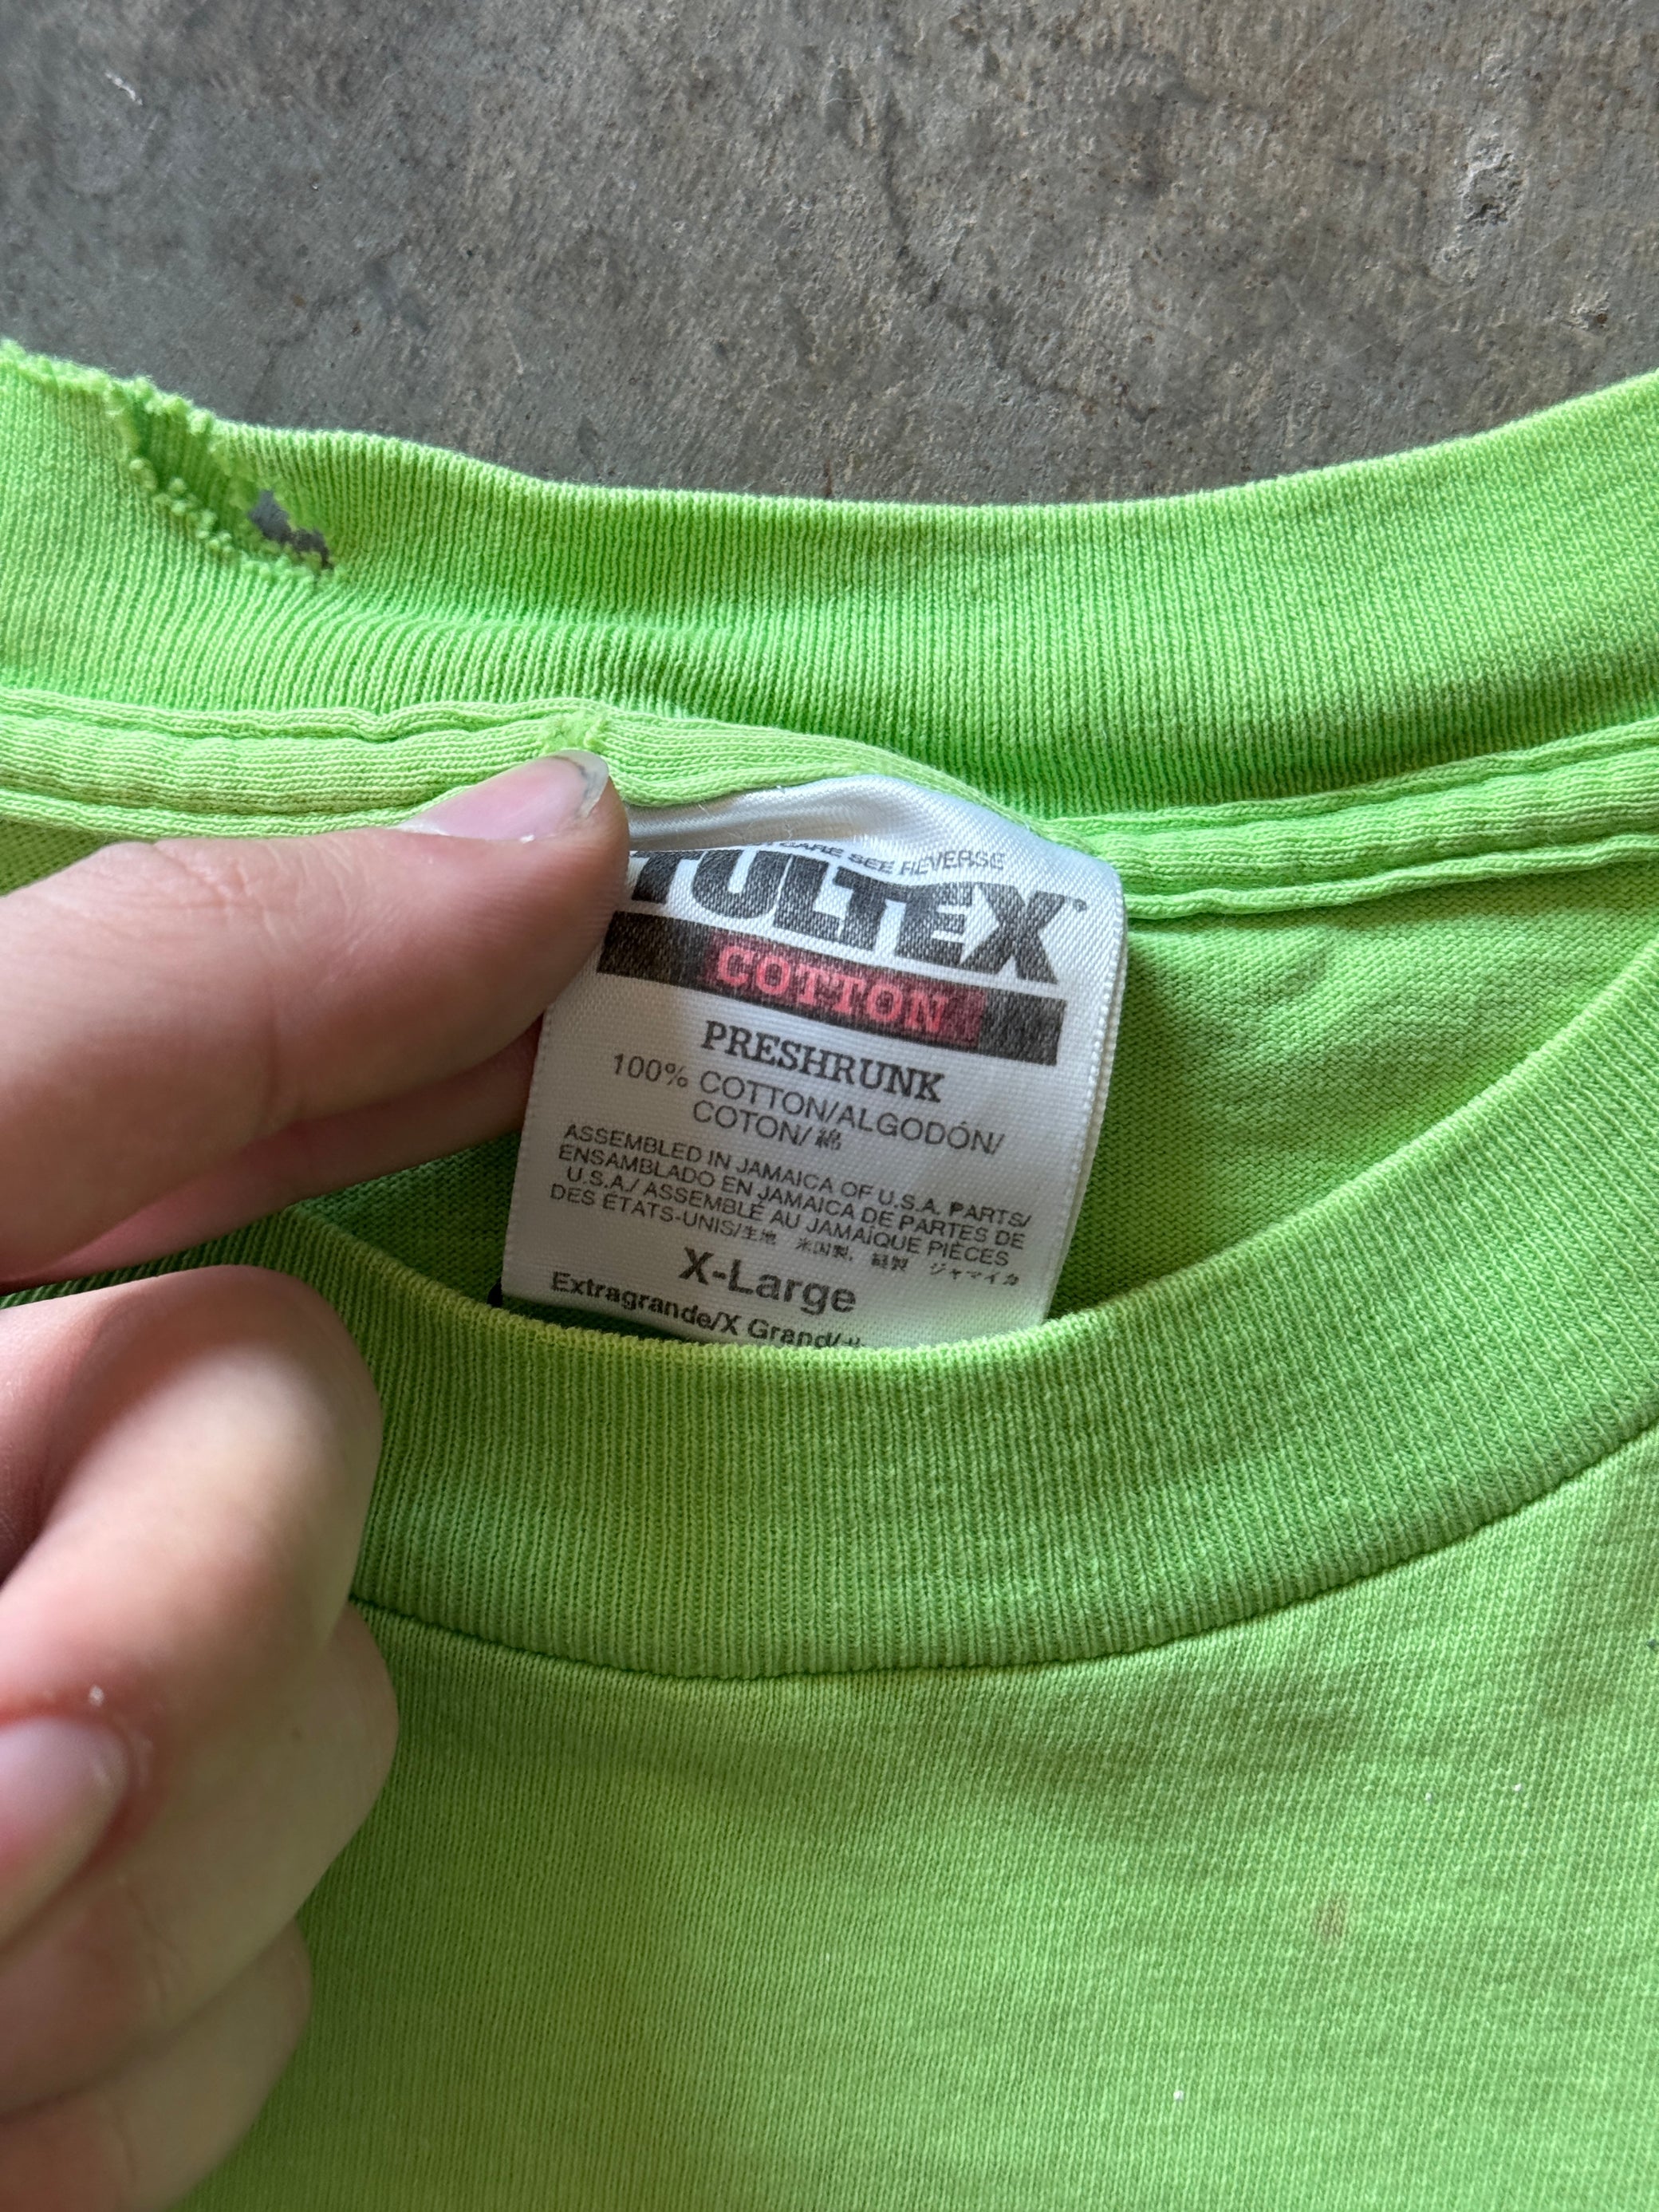 CARE SEE REVERSE
TULTEX™
COTTON
PRESHRUNK
100% COTTON/ALGODÓN/
COTON/綿
ASSEMBLED IN JAMAICA OF U.S.A. PARTS/
ENSAMBLADO EN JAMAICA DE PARTES DE
U.S.A./ ASSEMBLÉ AU JAMAÏQUE PIÈCES
DES ÉTATS-UNIS/生地 米国製, 縫製 ジャマイカ
X-Large
Extragrande/X Grand/